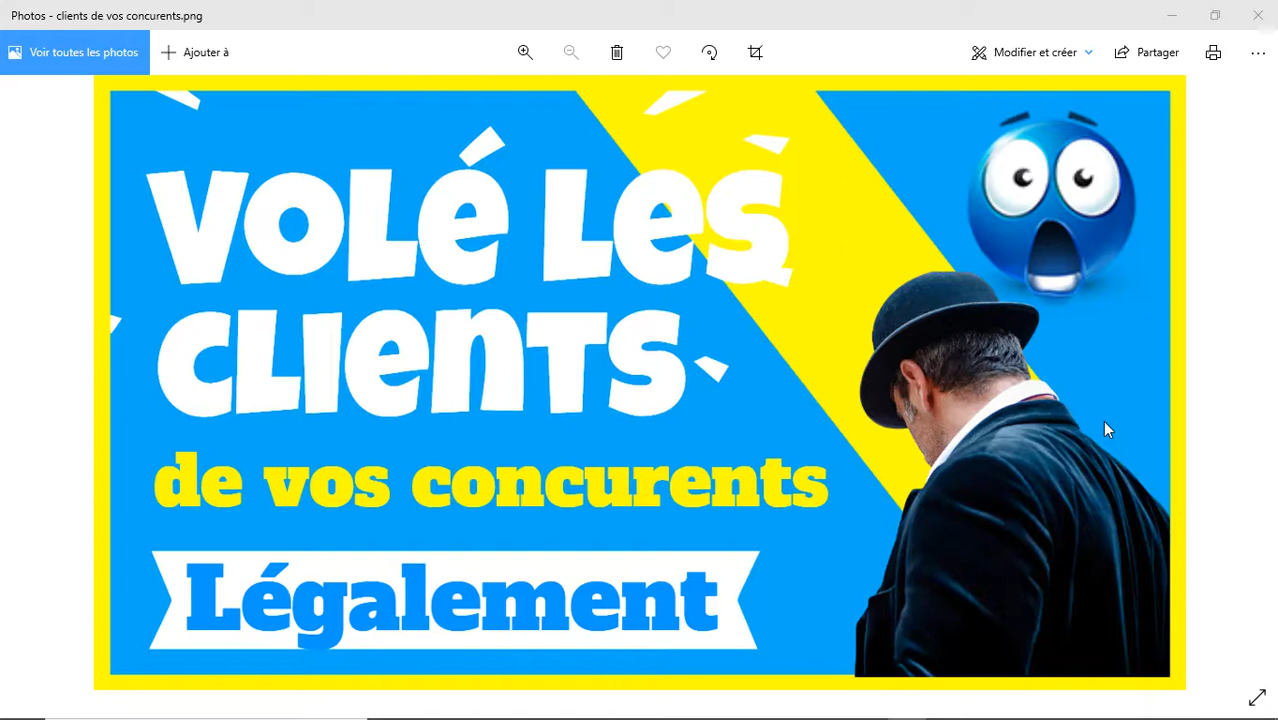 Photos - clients de vos concurents.png
Voir toutes les photos
Ajouter à
Modifier et créer
Partager
VOLÉ LES
CLIENTS
de vos concurents
Légalement